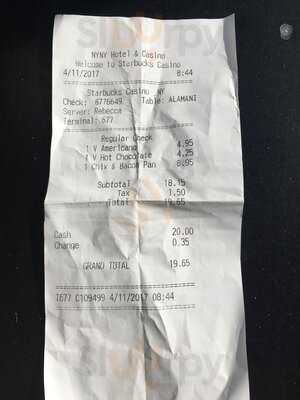 NYNY Hotel & Casino
Welcome to Starbucks Casino
4/11/2017 8:44
Starbucks Casino NY
Check: 6776649 Table: ALAMANI
Server: Rebecca
Terminal: 677
Regular Check
1 V Americano 4.95
1 V Hot Chocolate 4.25
1 Chix & Bacon Pan 8.95
Subtotal 18.15
Tax 1.50
Total 19.65
Cash 20.00
Change 0.35
GRAND TOTAL 19.65
T677 C109499 4/11/2017 08:44